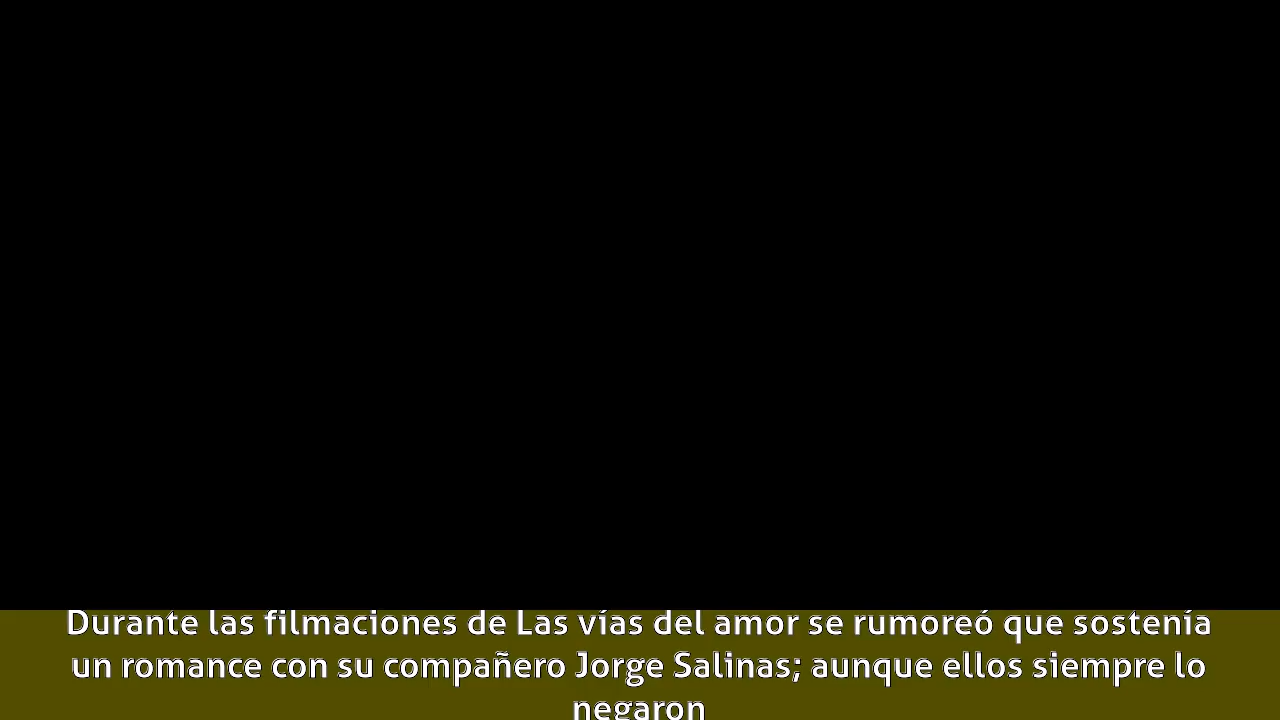 Durante las filmaciones de Las vías del amor se rumoreó que sostenía
un romance con su compañero Jorge Salinas; aunque ellos siempre lo
negaron